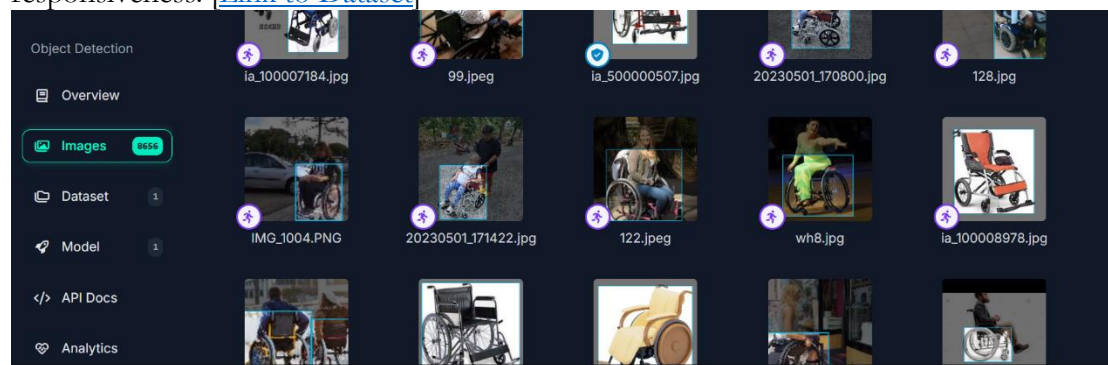 responsiveness. [Link to Dataset]
Object Detection
Overview
Images 8656
Dataset 1
Model 1
</> API Docs
Analytics
ia_100007184.jpg 99.jpeg ia_500000507.jpg 20230501_170800.jpg 128.jpg
IMG_1004.PNG 20230501_171422.jpg 122.jpeg wh8.jpg ia_100008978.jpg